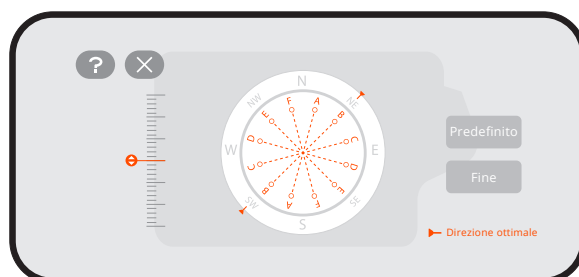 ?
N
NW
NE
F
A
E
B
D
C
W
E
C
D
B
E
A
F
SW
SE
S
Predefinito
Fine
Direzione ottimale